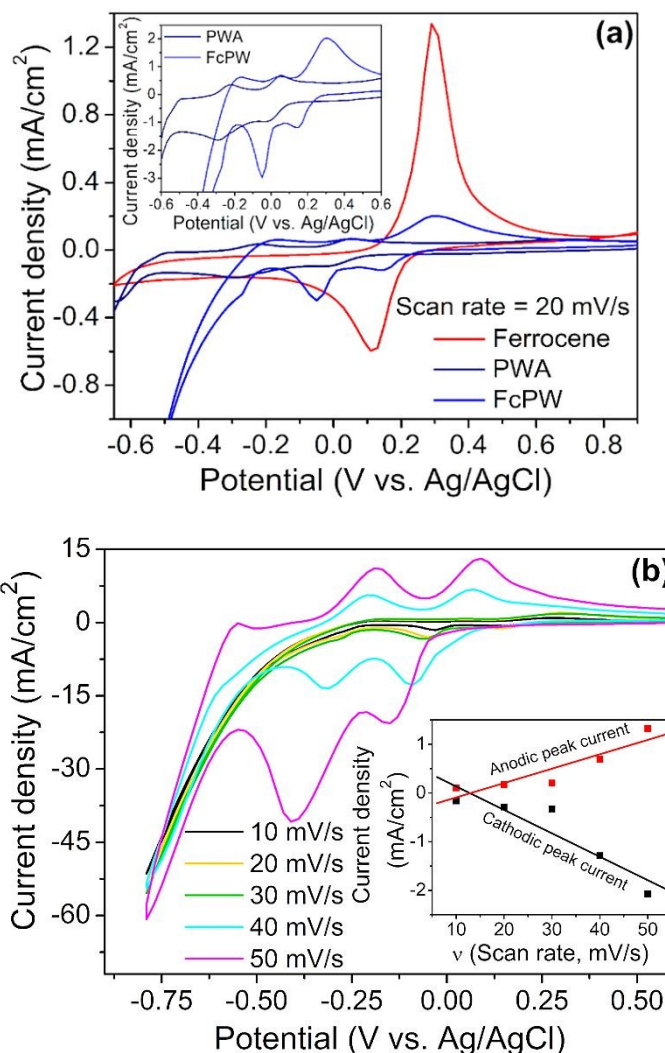 (a)
Current density (mA/cm²)
1.2
0.8
0.4
0.0
-0.4
-0.8
-0.6 -0.4 -0.2 0.0 0.2 0.4 0.6 0.8
Potential (V vs. Ag/AgCl)
PWA
FcPW
Current density (mA/cm²)
2
1
0
-1
-2
-3
-0.6 -0.4 -0.2 0.0 0.2 0.4 0.6
Potential (V vs. Ag/AgCl)
Scan rate = 20 mV/s
Ferrocene
PWA
FcPW
(b)
Current density (mA/cm²)
15
0
-15
-30
-45
-60
-0.75 -0.50 -0.25 0.00 0.25 0.50
Potential (V vs. Ag/AgCl)
10 mV/s
20 mV/s
30 mV/s
40 mV/s
50 mV/s
Current density
(mA/cm²)
1
0
-1
-2
Anodic peak current
Cathodic peak current
10 20 30 40 50
ν (Scan rate, mV/s)